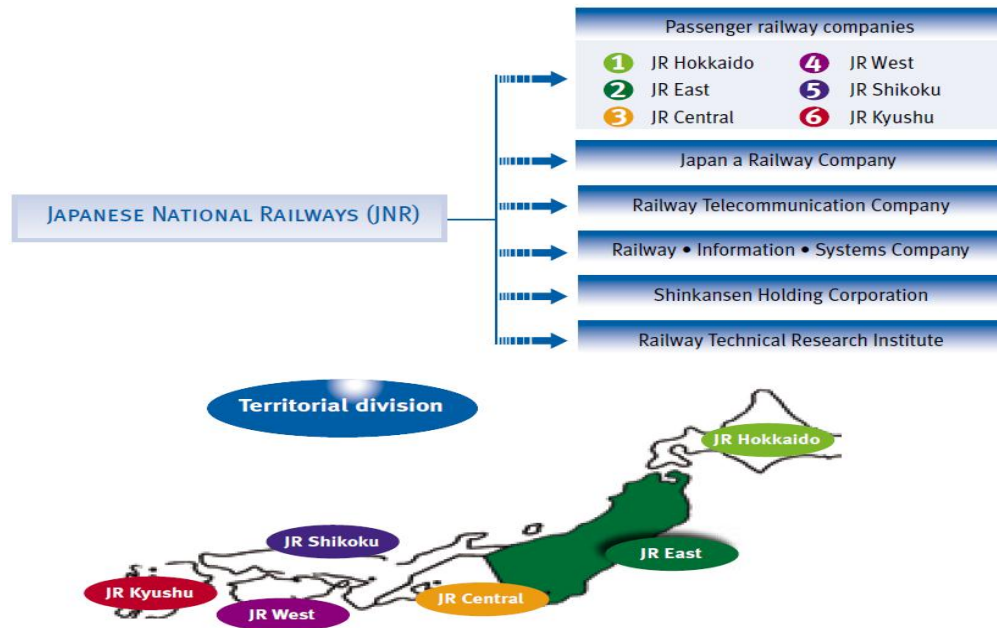 Passenger railway companies
1 JR Hokkaido 4 JR West
2 JR East 5 JR Shikoku
3 JR Central 6 JR Kyushu
Japan a Railway Company
JAPANESE NATIONAL RAILWAYS (JNR)
Railway Telecommunication Company
Railway • Information • Systems Company
Shinkansen Holding Corporation
Railway Technical Research Institute
Territorial division
JR Hokkaido
JR Shikoku
JR East
JR Kyushu
JR Central
JR West